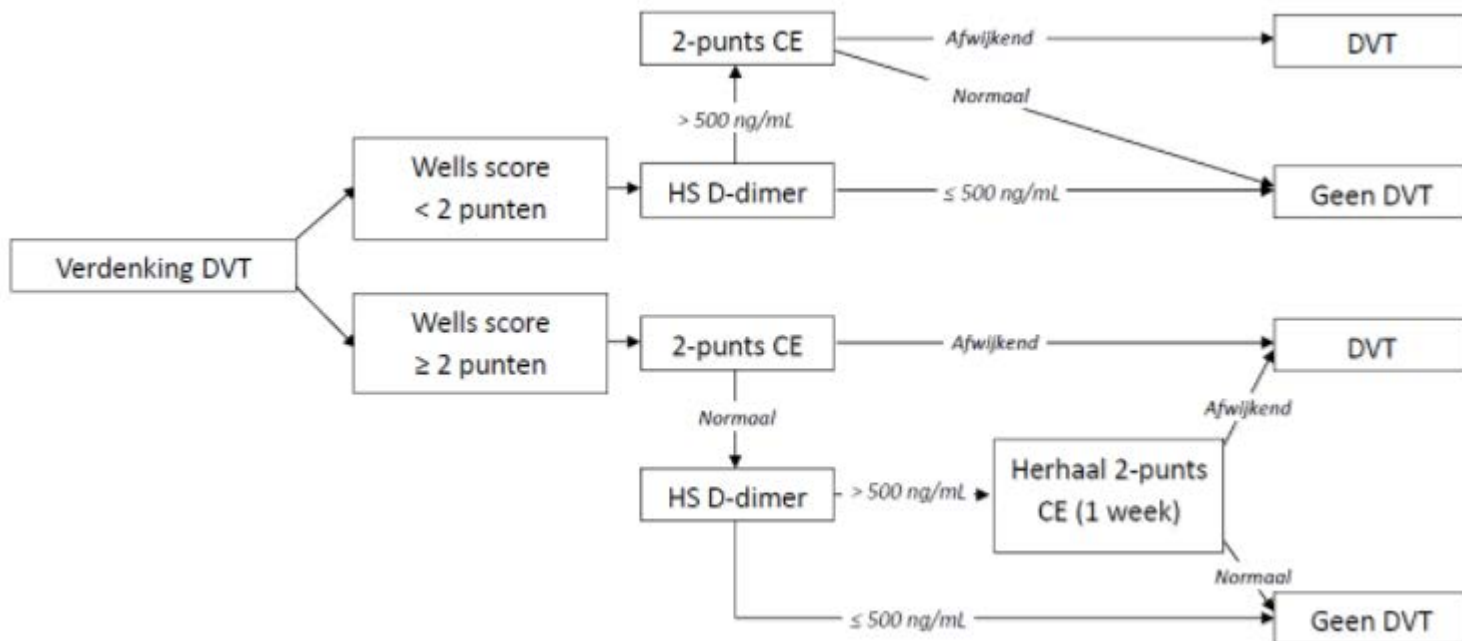 2-punts CE
Afwijkend
DVT
Normaal
> 500 ng/mL
Wells score
< 2 punten
HS D-dimer
≤ 500 ng/mL
Geen DVT
Verdenking DVT
Wells score
≥ 2 punten
2-punts CE
Afwijkend
DVT
Normaal
Afwijkend
HS D-dimer
> 500 ng/mL
Herhaal 2-punts
CE (1 week)
Normaal
≤ 500 ng/mL
Geen DVT